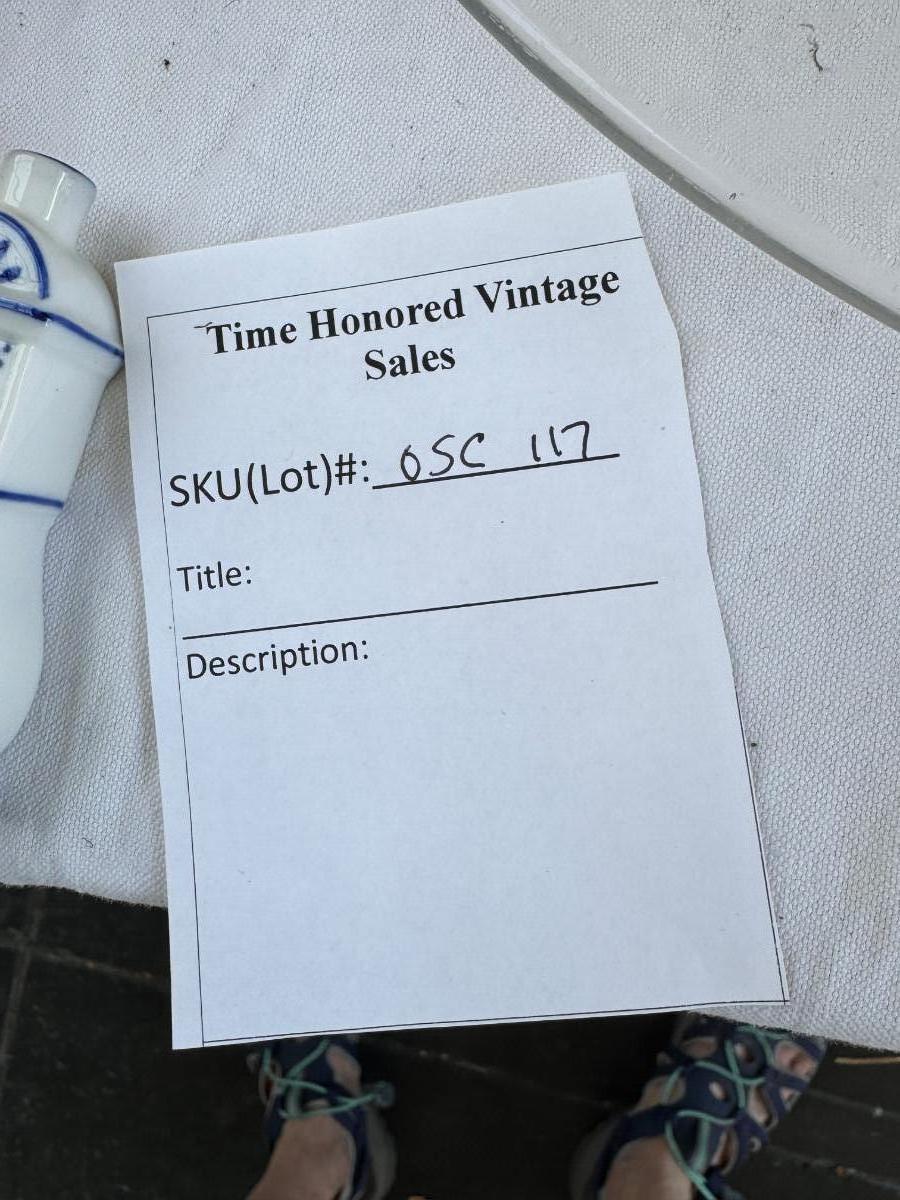 Time Honored Vintage
Sales
SKU(Lot)#: OSC 117
Title:
Description: